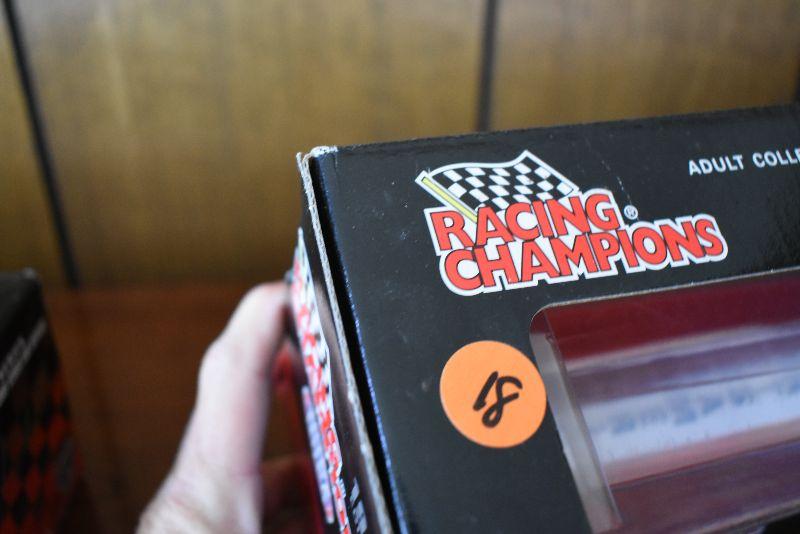 ADULT COLLE
RACING®
CHAMPIONS
18